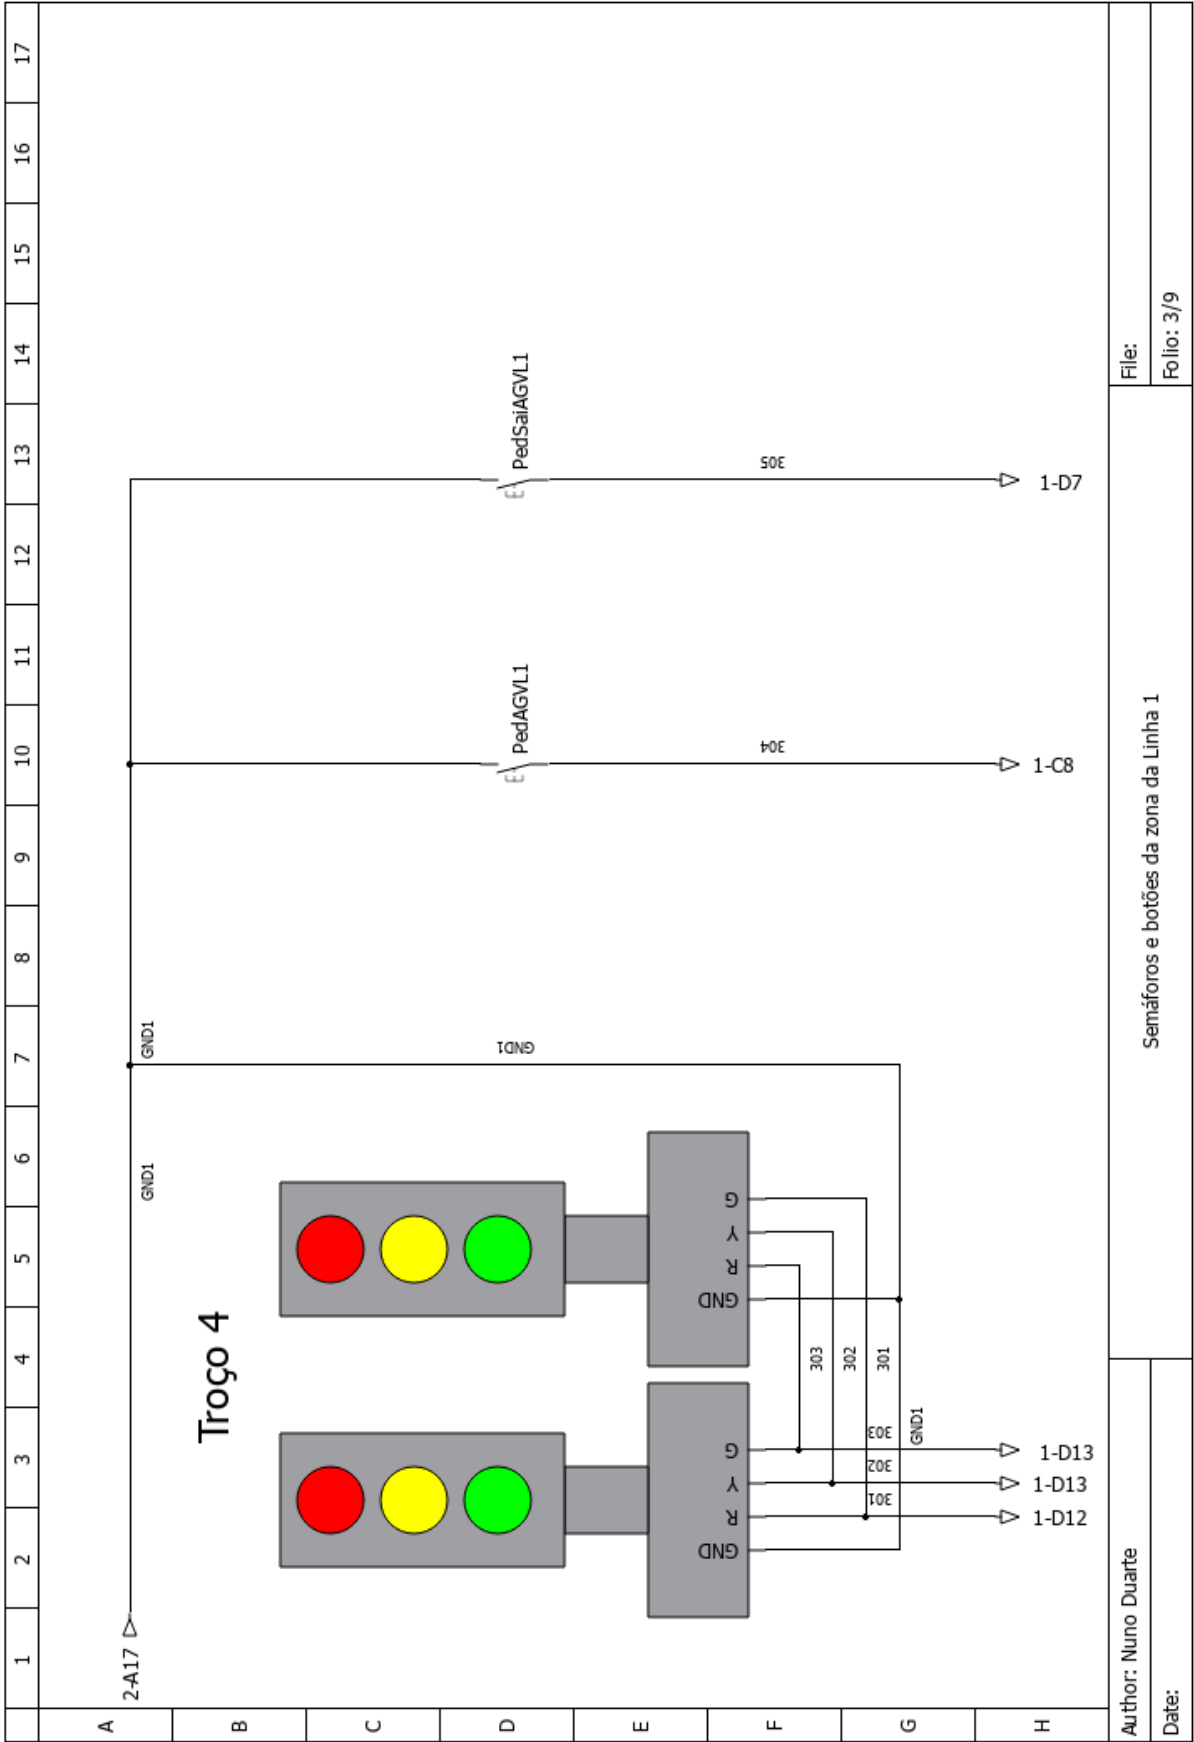 1 2 3 4 5 6 7 8 9 10 11 12 13 14 15 16 17
A
B
C
D
E
F
G
H
2-A17
GND1
GND1
Troço 4
GND1
PedAGVL1
PedSaiAGVL1
GND R Y G
GND R Y G
303
302
301
303
302
301
GND1
304
305
1-D12
1-D13
1-D13
1-C8
1-D7
Author: Nuno Duarte
Date:
Semáforos e botões da zona da Linha 1
File:
Folio: 3/9